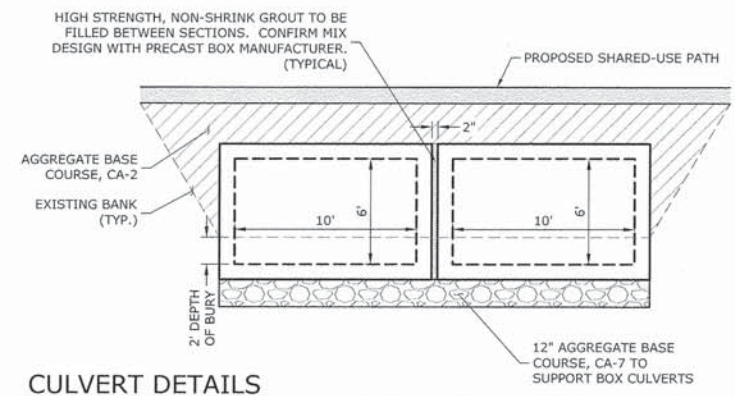 HIGH STRENGTH, NON-SHRINK GROUT TO BE
FILLED BETWEEN SECTIONS. CONFIRM MIX
DESIGN WITH PRECAST BOX MANUFACTURER.
(TYPICAL)
PROPOSED SHARED-USE PATH
2"
AGGREGATE BASE
COURSE, CA-2
EXISTING BANK
(TYP.)
10'
6'
10'
6'
2' DEPTH
OF BURY
12" AGGREGATE BASE
COURSE, CA-7 TO
SUPPORT BOX CULVERTS
CULVERT DETAILS